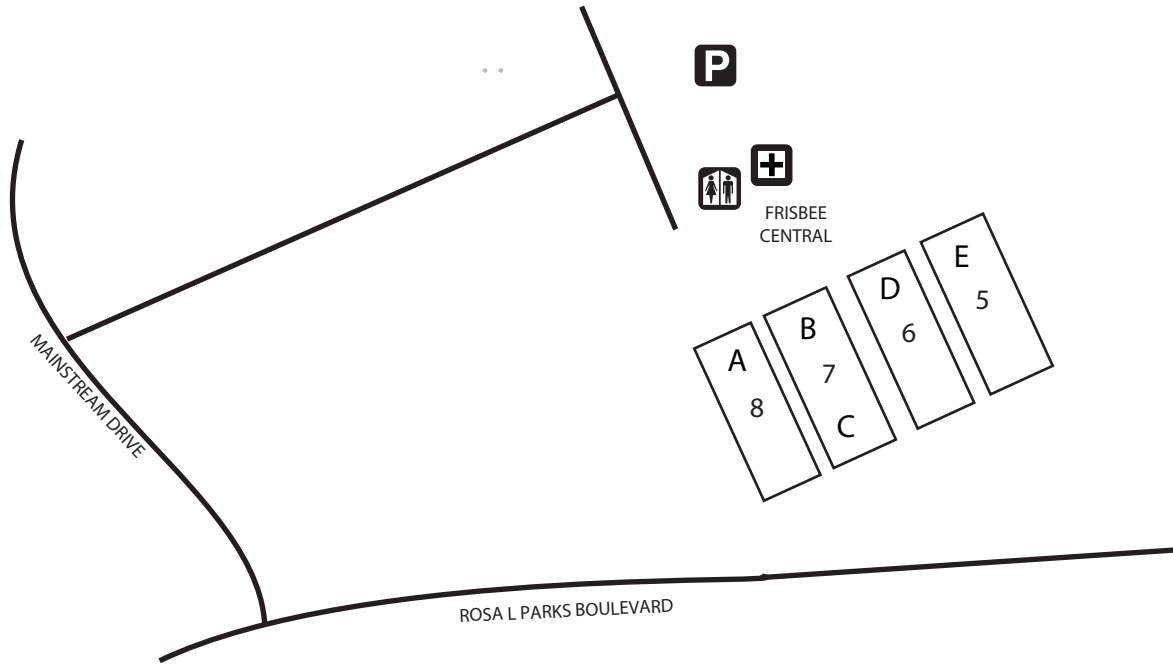 P
FRISBEE
CENTRAL
E
5
D
6
B
7
C
A
8
MAINSTREAM DRIVE
ROSA L PARKS BOULEVARD